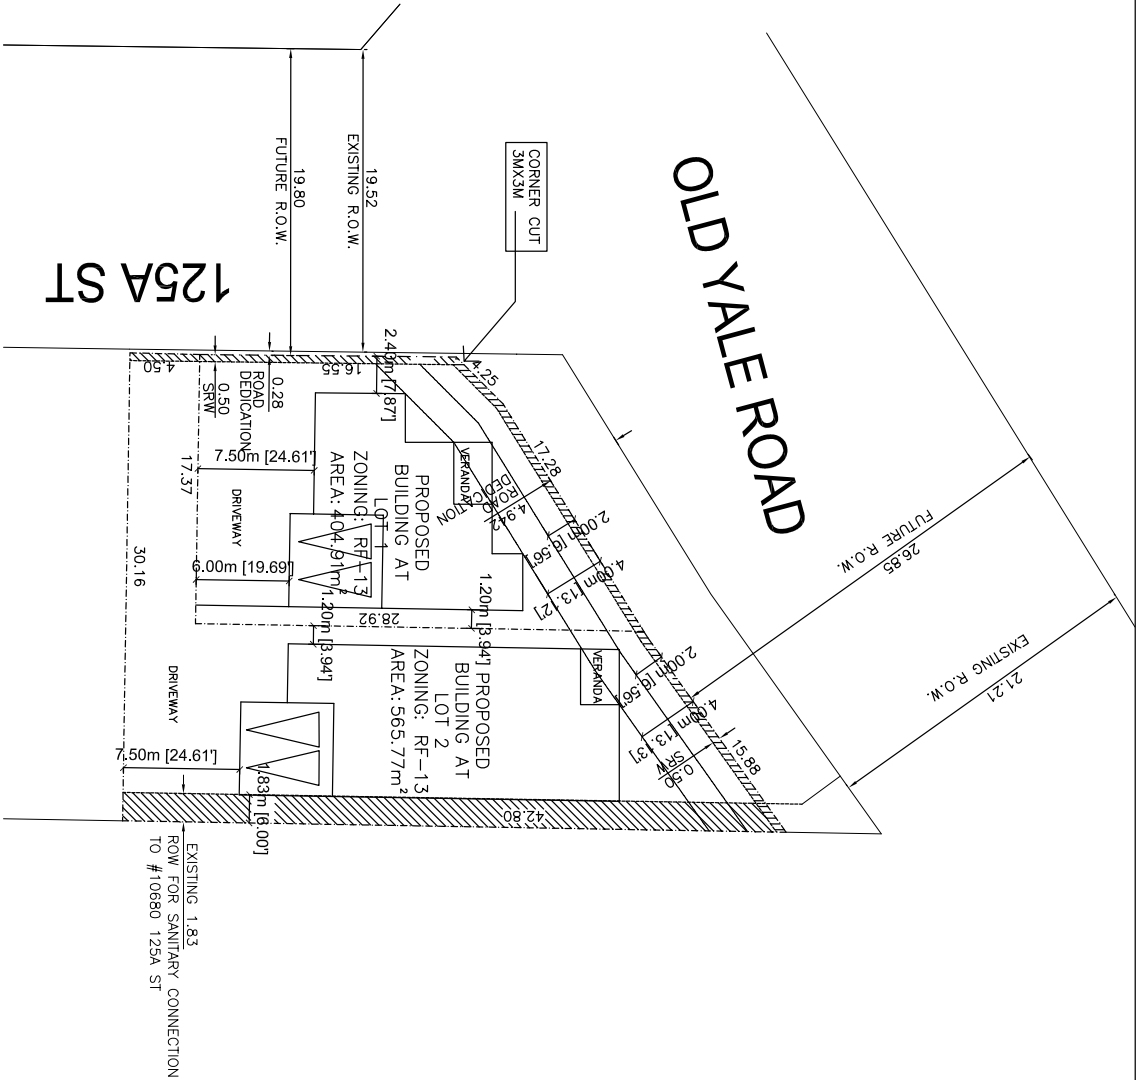 OLD YALE ROAD
125A ST
19.52
EXISTING R.O.W.
19.80
FUTURE R.O.W.
CORNER CUT
3MX3M
26.85
FUTURE R.O.W.
21.21
EXISTING R.O.W.
2.40m [7.87']
4.25
16.55
4.50
0.28
ROAD
DEDICATION
0.50
SRW
17.28
4.942
ROAD
DEDICATION
VERANDA
7.50m [24.61']
17.37
DRIVEWAY
6.00m [19.69']
30.16
PROPOSED
BUILDING AT
LOT 1
ZONING: RF-13
AREA: 404.91m²
2.00m [6.56']
4.00m [13.12']
1.20m [3.94']
28.92
1.20m [3.94']
VERANDA
PROPOSED
BUILDING AT
LOT 2
ZONING: RF-13
AREA: 565.77m²
2.00m [6.56']
4.00m [13.13']
0.50
SRW
15.88
DRIVEWAY
7.50m [24.61']
1.83m [6.00']
42.80
EXISTING 1.83
ROW FOR SANITARY CONNECTION
TO #10680 125A ST